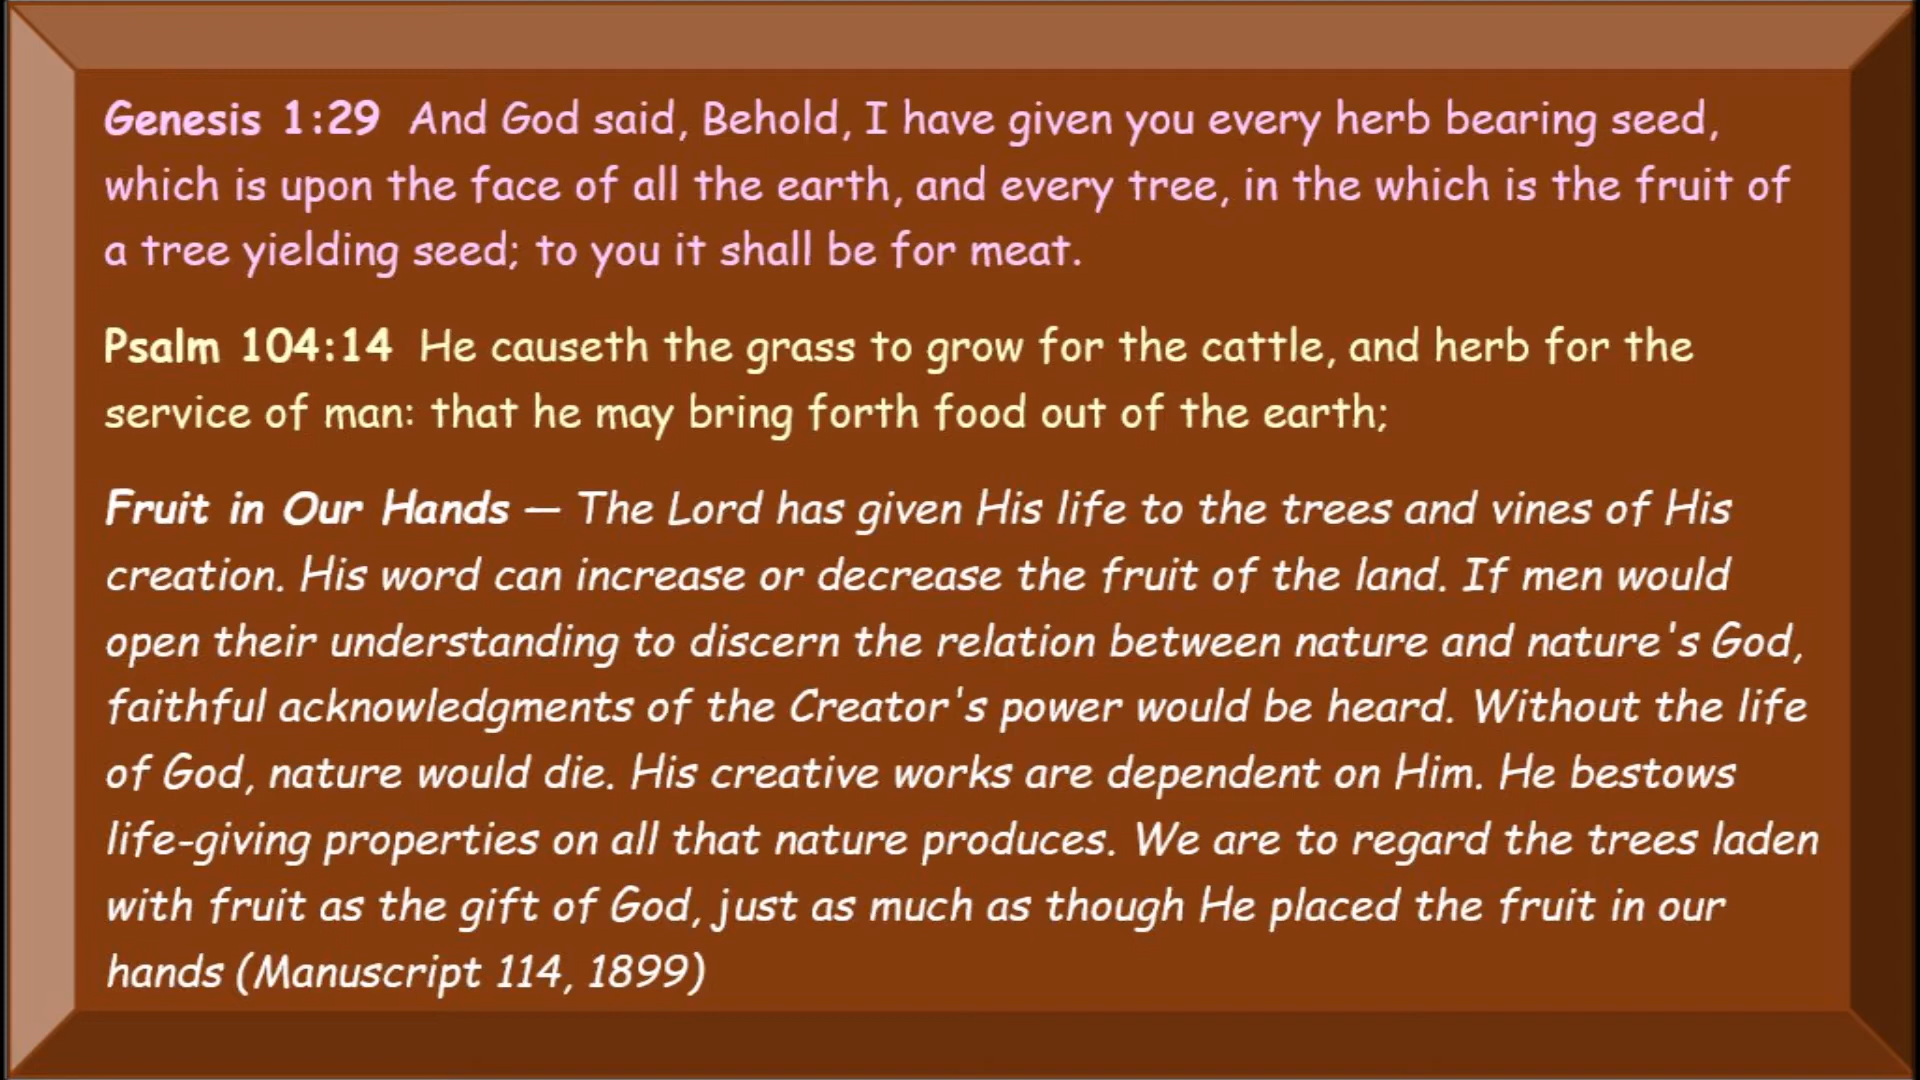 Genesis 1:29 And God said, Behold, I have given you every herb bearing seed,
which is upon the face of all the earth, and every tree, in the which is the fruit of
a tree yielding seed; to you it shall be for meat.
Psalm 104:14 He causeth the grass to grow for the cattle, and herb for the
service of man: that he may bring forth food out of the earth;
Fruit in Our Hands — The Lord has given His life to the trees and vines of His
creation. His word can increase or decrease the fruit of the land. If men would
open their understanding to discern the relation between nature and nature's God,
faithful acknowledgments of the Creator's power would be heard. Without the life
of God, nature would die. His creative works are dependent on Him. He bestows
life-giving properties on all that nature produces. We are to regard the trees laden
with fruit as the gift of God, just as much as though He placed the fruit in our
hands (Manuscript 114, 1899)